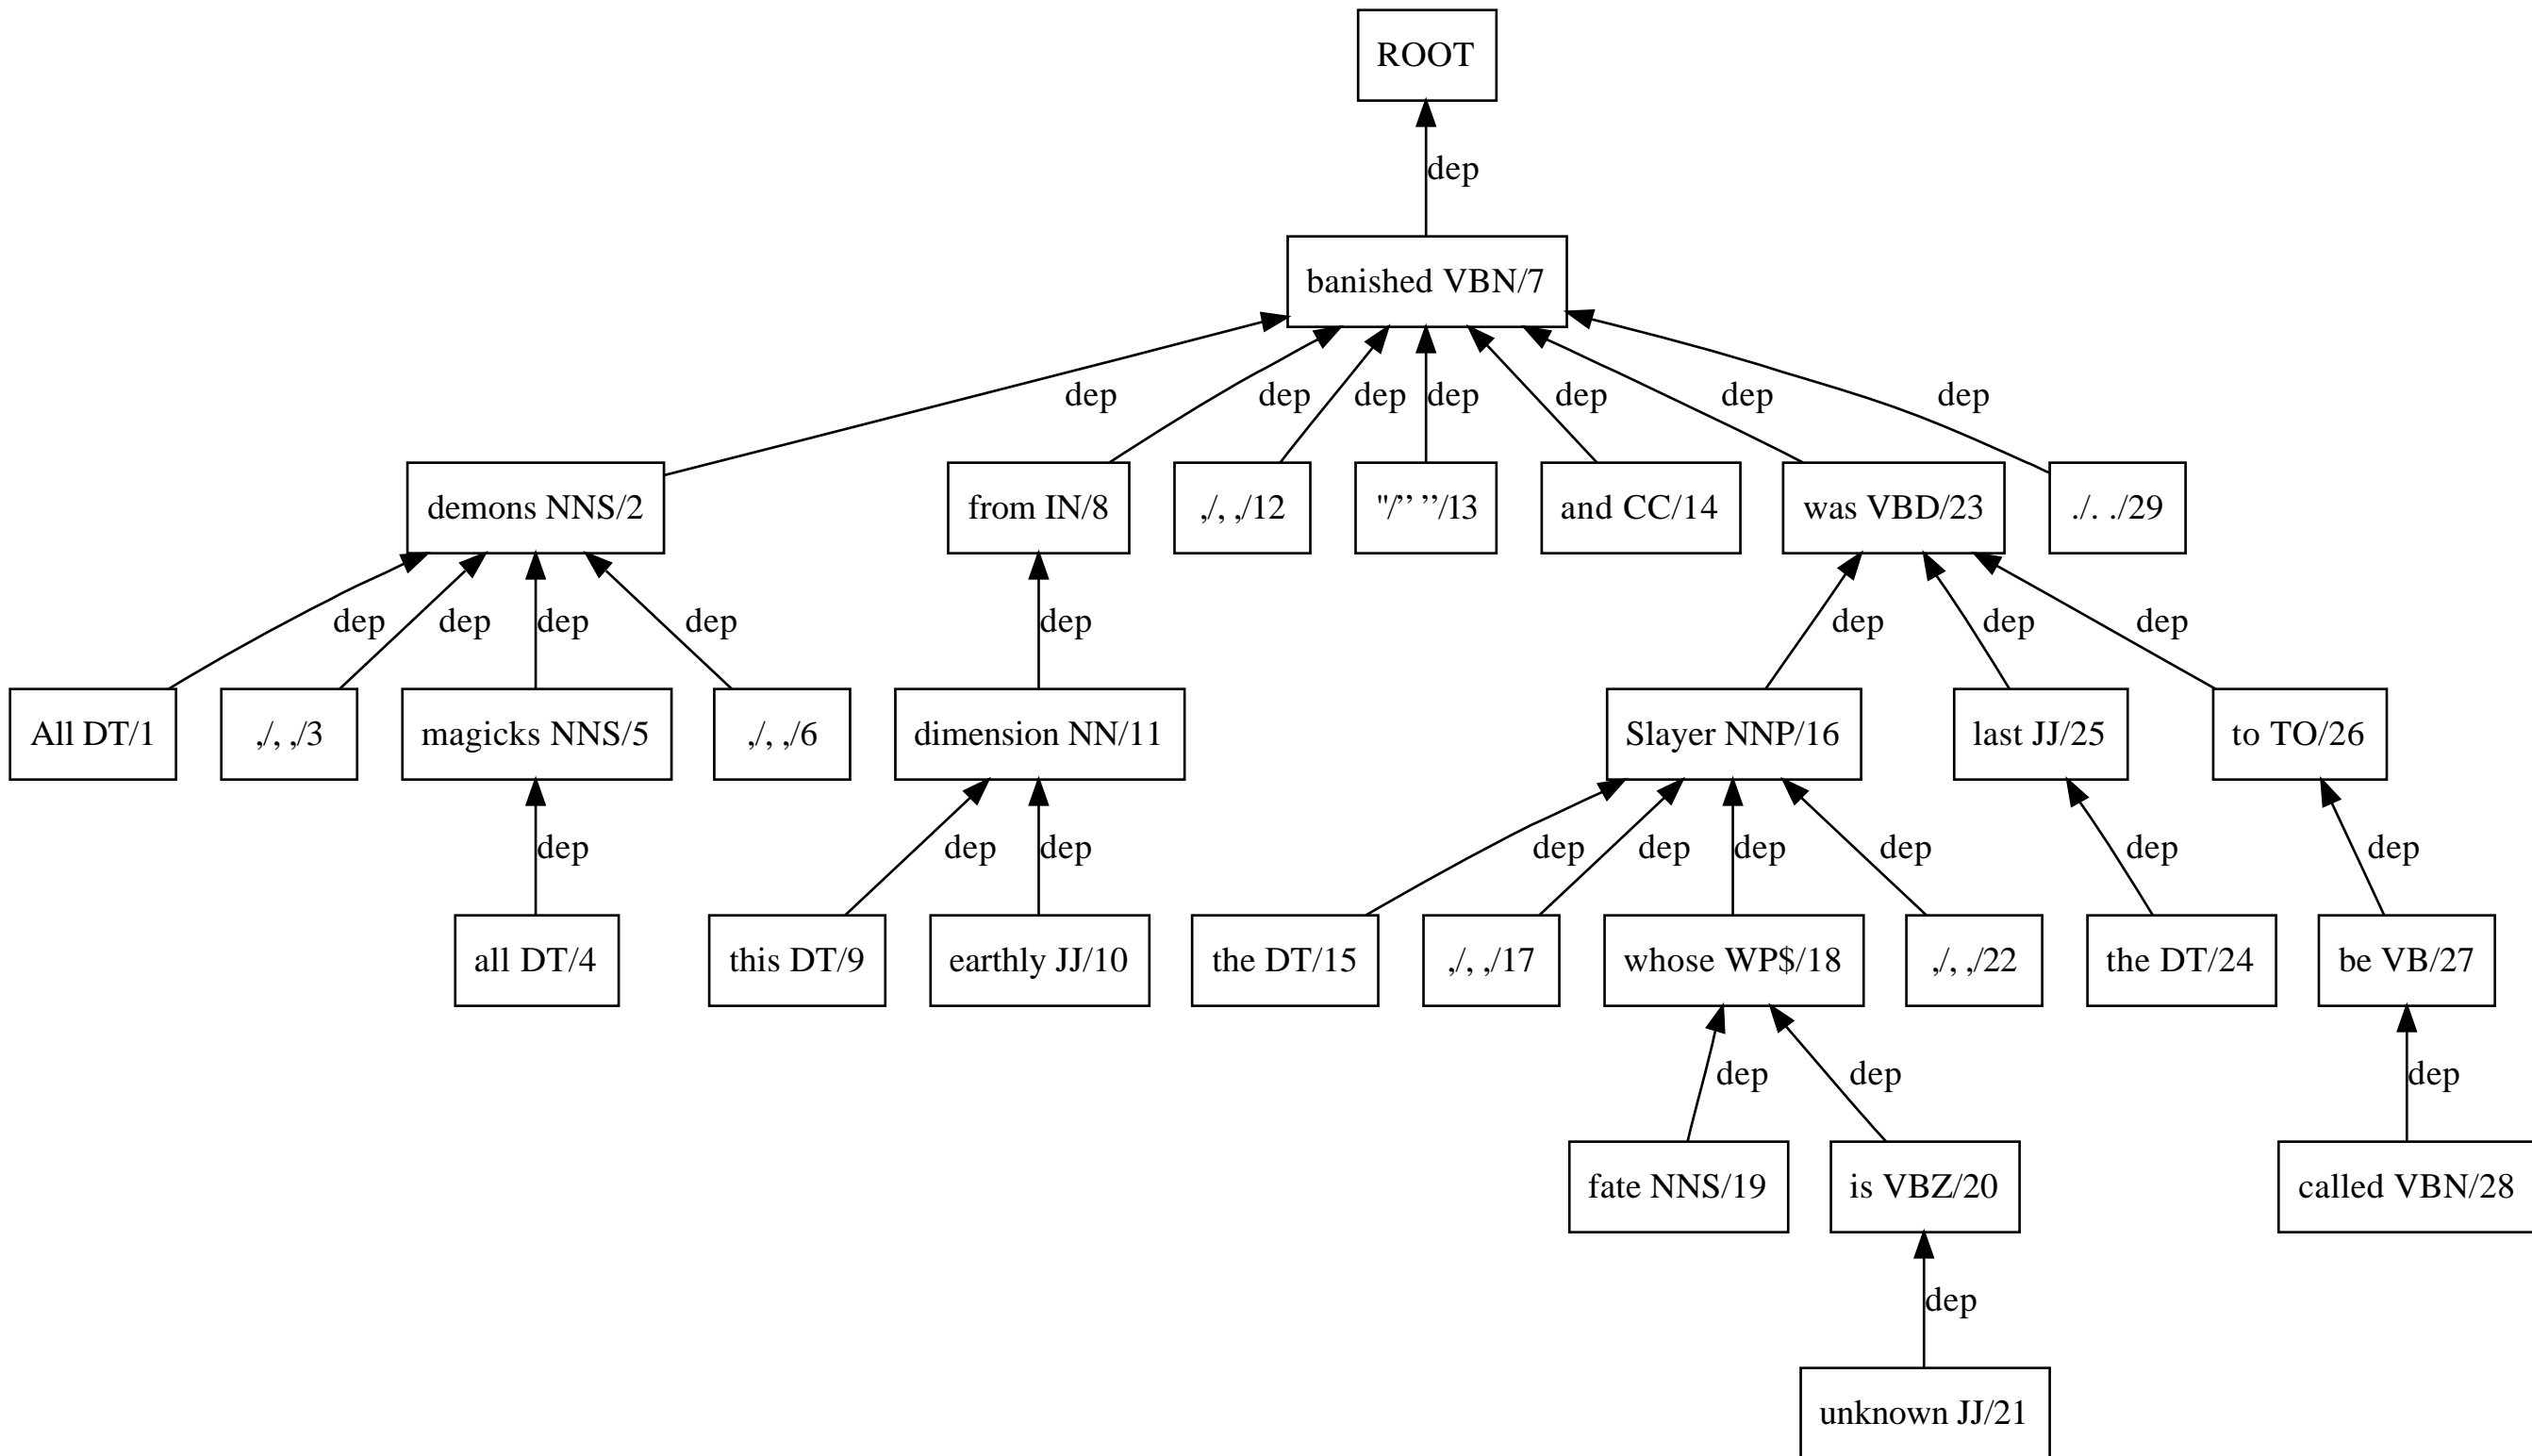 ROOT
dep
banished VBN/7
dep dep dep dep dep dep dep
demons NNS/2 from IN/8 ,/, ,/12 "/” ”/13 and CC/14 was VBD/23 ./. ./29
dep dep dep dep dep dep dep dep
All DT/1 ,/, ,/3 magicks NNS/5 ,/, ,/6 dimension NN/11 Slayer NNP/16 last JJ/25 to TO/26
dep dep dep dep dep dep dep dep dep
all DT/4 this DT/9 earthly JJ/10 the DT/15 ,/, ,/17 whose WP$/18 ,/, ,/22 the DT/24 be VB/27
dep dep dep
fate NNS/19 is VBZ/20 called VBN/28
dep
unknown JJ/21